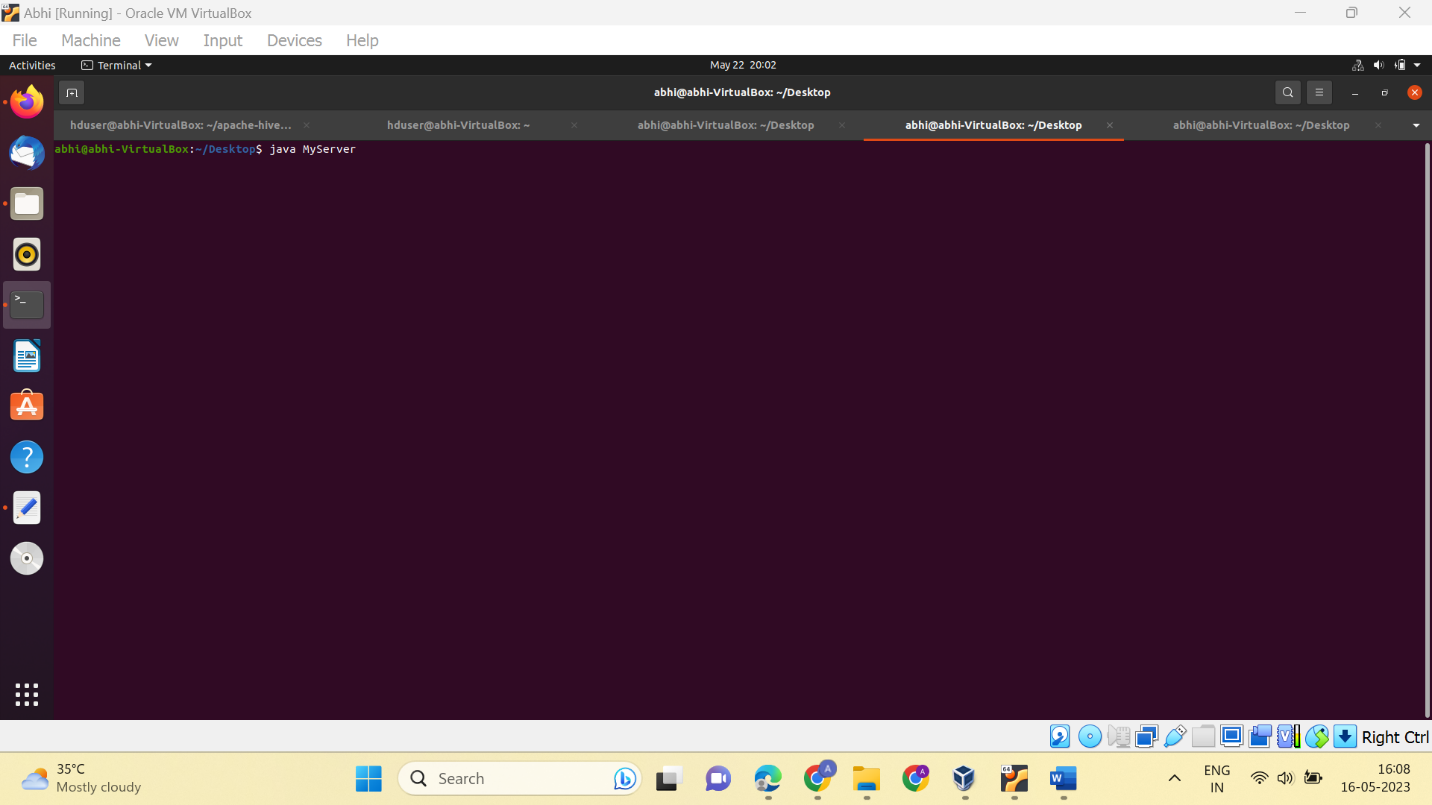 Abhi [Running] - Oracle VM VirtualBox
File Machine View Input Devices Help
Activities Terminal May 22 20:02
abhi@abhi-VirtualBox: ~/Desktop
hduser@abhi-VirtualBox: ~/apache-hive... hduser@abhi-VirtualBox: ~ abhi@abhi-VirtualBox: ~/Desktop abhi@abhi-VirtualBox: ~/Desktop abhi@abhi-VirtualBox: ~/Desktop
abhi@abhi-VirtualBox:~/Desktop$ java MyServer
Right Ctrl
35°C
Mostly cloudy
Search
ENG
IN
16:08
16-05-2023